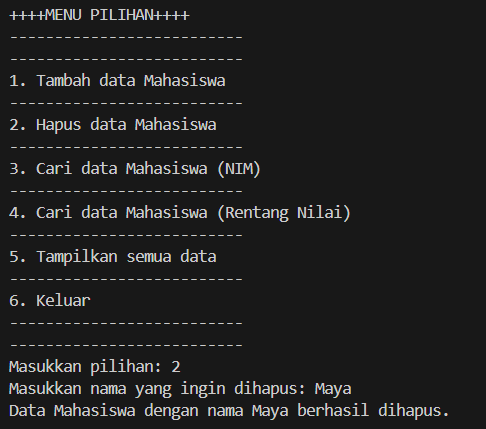 ++++MENU PILIHAN++++
--------------------------
--------------------------
1. Tambah data Mahasiswa
--------------------------
2. Hapus data Mahasiswa
--------------------------
3. Cari data Mahasiswa (NIM)
--------------------------
4. Cari data Mahasiswa (Rentang Nilai)
--------------------------
5. Tampilkan semua data
--------------------------
6. Keluar
--------------------------
--------------------------
Masukkan pilihan: 2
Masukkan nama yang ingin dihapus: Maya
Data Mahasiswa dengan nama Maya berhasil dihapus.